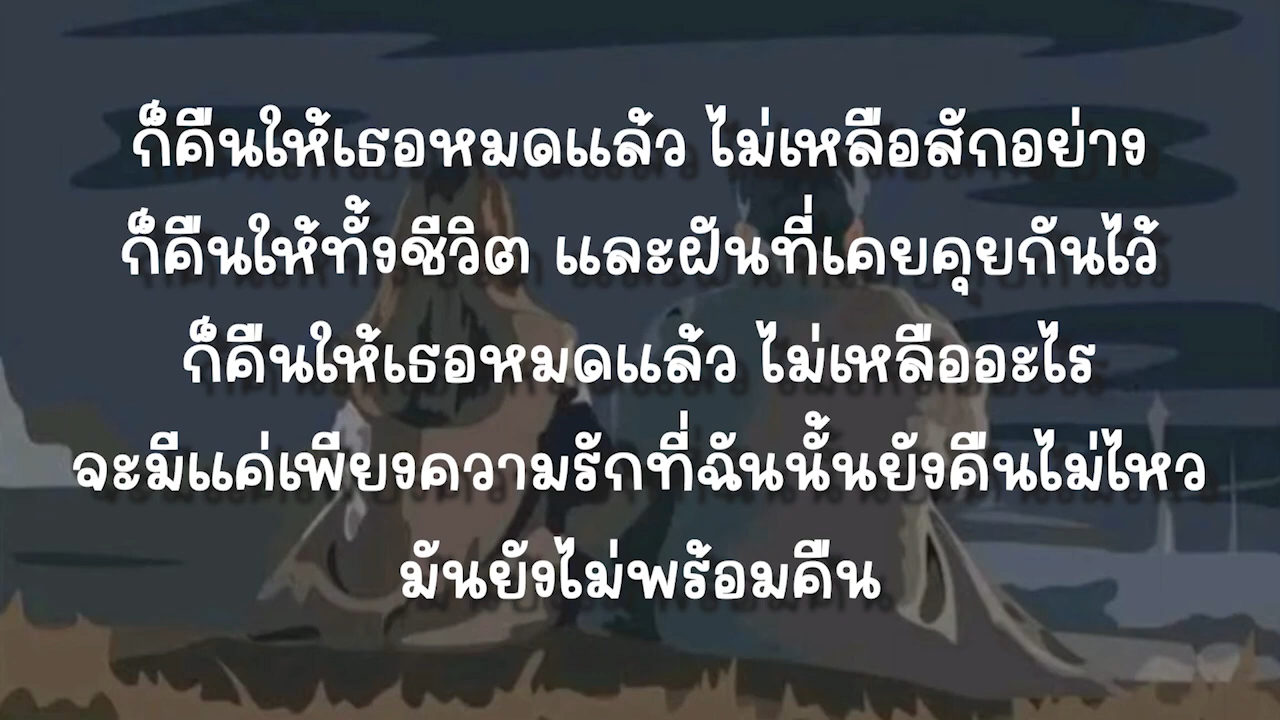 ก็คืนให้เธอหมดแล้ว ไม่เหลือสักอย่าง
ก็คืนให้ทั้งชีวิต และฝันที่เคยคุยกันไว้
ก็คืนให้เธอหมดแล้ว ไม่เหลืออะไร
จะมีแค่เพียงความรักที่ฉันนั้นยังคืนไม่ไหว
มันยังไม่พร้อมคืน